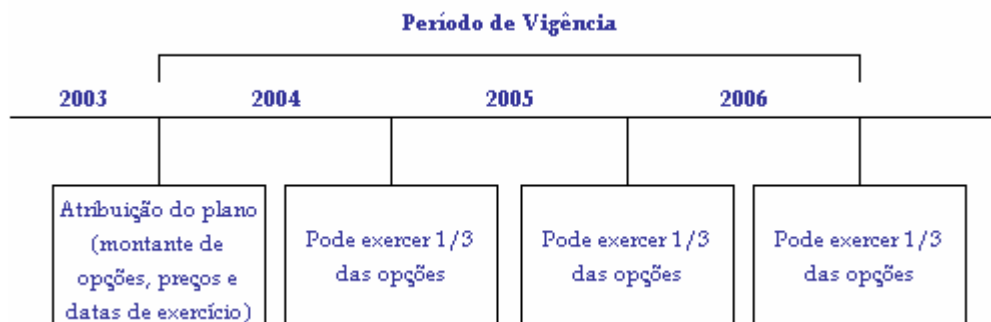 Período de Vigência
2003 2004 2005 2006
Atribuição do plano
(montante de
opções, preços e
datas de exercício)
Pode exercer 1/3
das opções
Pode exercer 1/3
das opções
Pode exercer 1/3
das opções